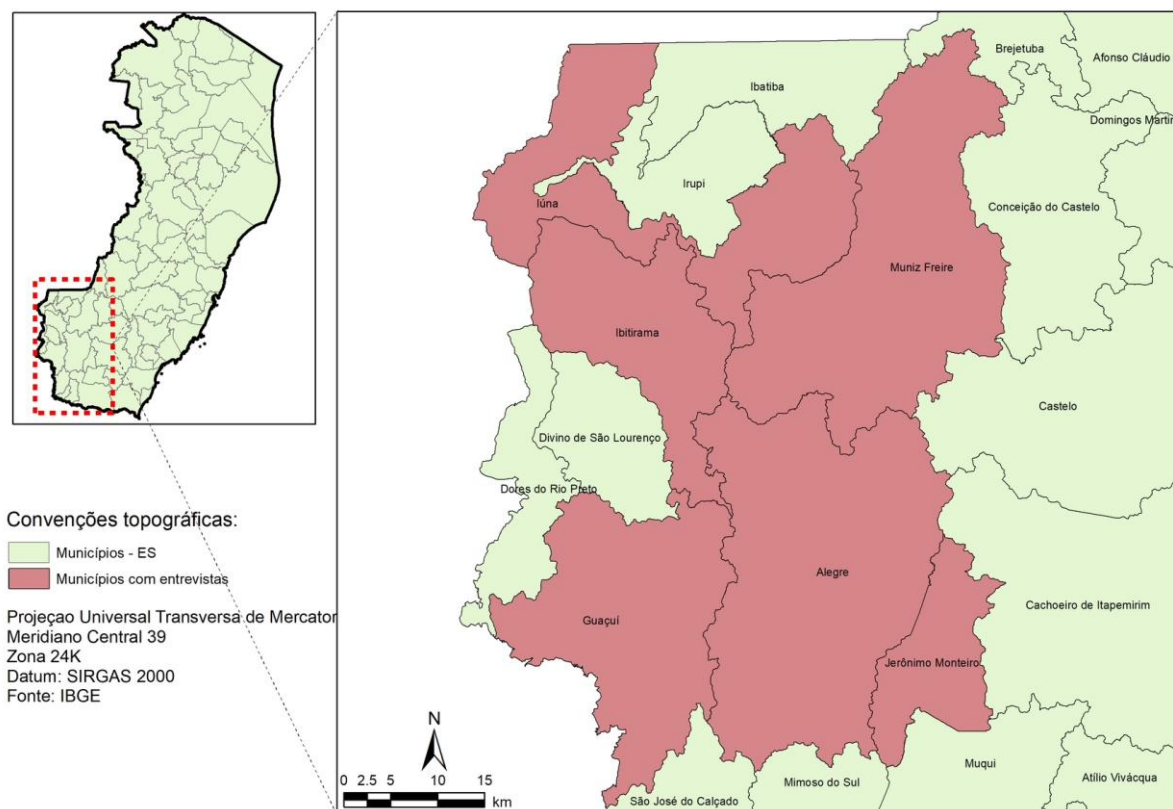 Convenções topográficas:
Municípios - ES
Municípios com entrevistas
Projeçao Universal Transversa de Mercator
Meridiano Central 39
Zona 24K
Datum: SIRGAS 2000
Fonte: IBGE
Brejetuba
Afonso Cláudio
Ibatiba
Domingos Martin
Irupi
Iúna
Conceição do Castelo
Muniz Freire
Ibitirama
Castelo
Divino de São Lourenço
Dores do Rio Preto
Alegre
Cachoeiro de Itapemirim
Guaçuí
Jerônimo Monteiro
N
Muqui
Mimoso do Sul
Atílio Vivácqua
São José do Calçado
0 2.5 5 10 15
km